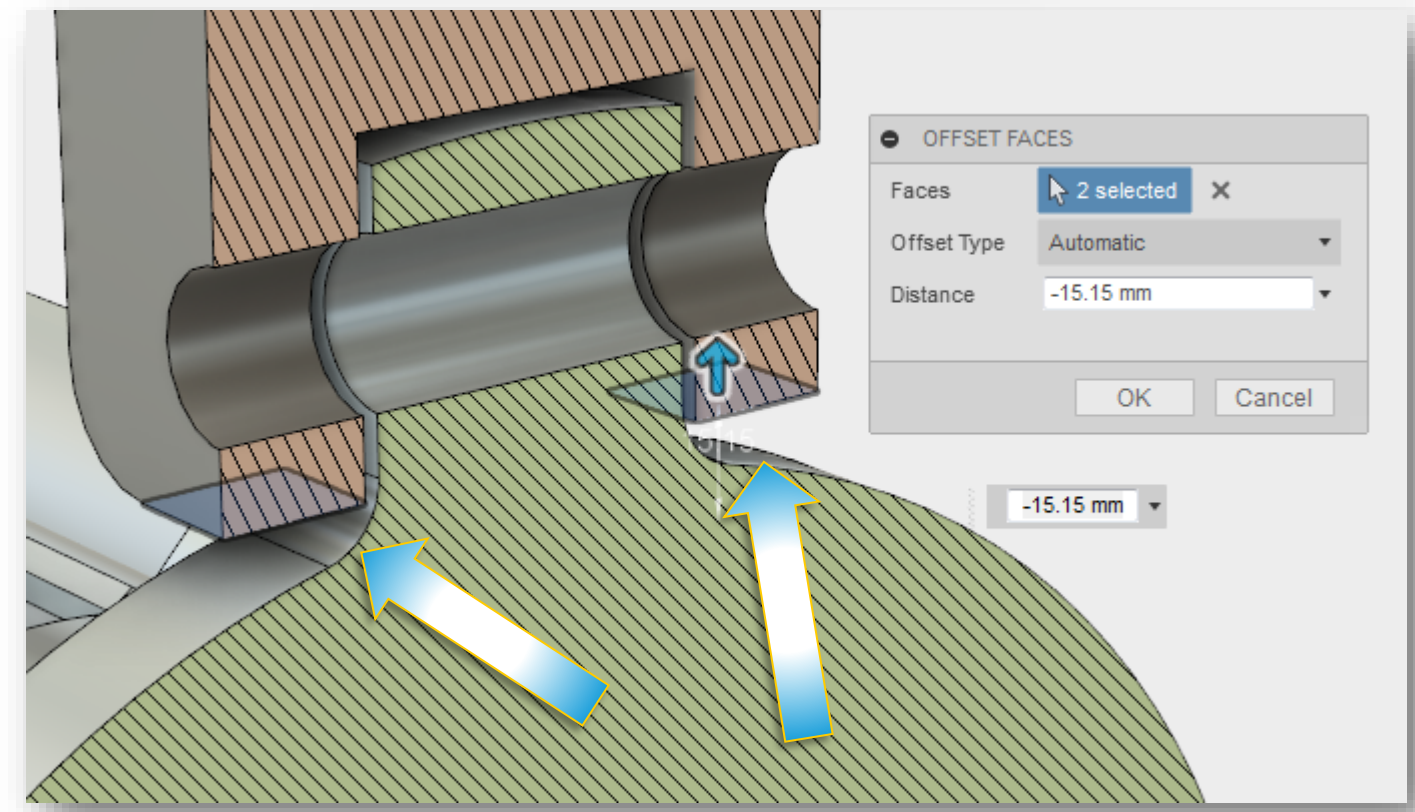 OFFSET FACES
Faces 2 selected
Offset Type Automatic
Distance -15.15 mm
OK Cancel
-15.15 mm